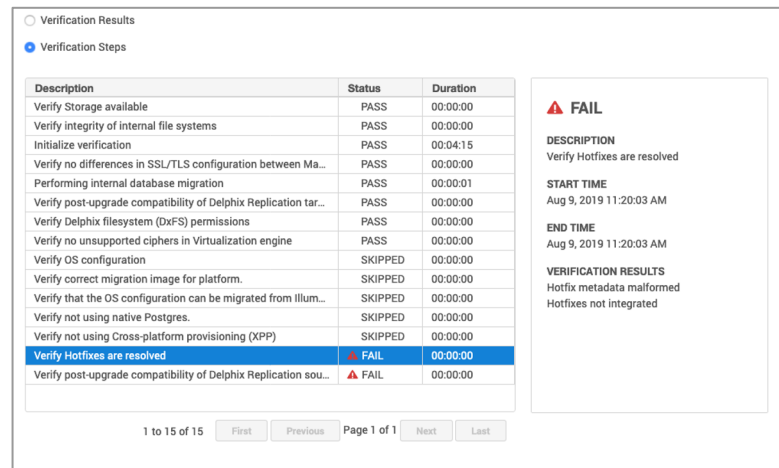 Verification Results
Verification Steps
Description Status Duration
Verify Storage available PASS 00:00:00
Verify integrity of internal file systems PASS 00:00:00
Initialize verification PASS 00:04:15
Verify no differences in SSL/TLS configuration between Ma... PASS 00:00:00
Performing internal database migration PASS 00:00:01
Verify post-upgrade compatibility of Delphix Replication tar... PASS 00:00:00
Verify Delphix filesystem (DxFS) permissions PASS 00:00:00
Verify no unsupported ciphers in Virtualization engine PASS 00:00:00
Verify OS configuration SKIPPED 00:00:00
Verify correct migration image for platform. SKIPPED 00:00:00
Verify that the OS configuration can be migrated from Illum... SKIPPED 00:00:00
Verify not using native Postgres. SKIPPED 00:00:00
Verify not using Cross-platform provisioning (XPP) SKIPPED 00:00:00
Verify Hotfixes are resolved FAIL 00:00:00
Verify post-upgrade compatibility of Delphix Replication sou... FAIL 00:00:00
1 to 15 of 15 First Previous Page 1 of 1 Next Last
FAIL
DESCRIPTION
Verify Hotfixes are resolved
START TIME
Aug 9, 2019 11:20:03 AM
END TIME
Aug 9, 2019 11:20:03 AM
VERIFICATION RESULTS
Hotfix metadata malformed
Hotfixes not integrated